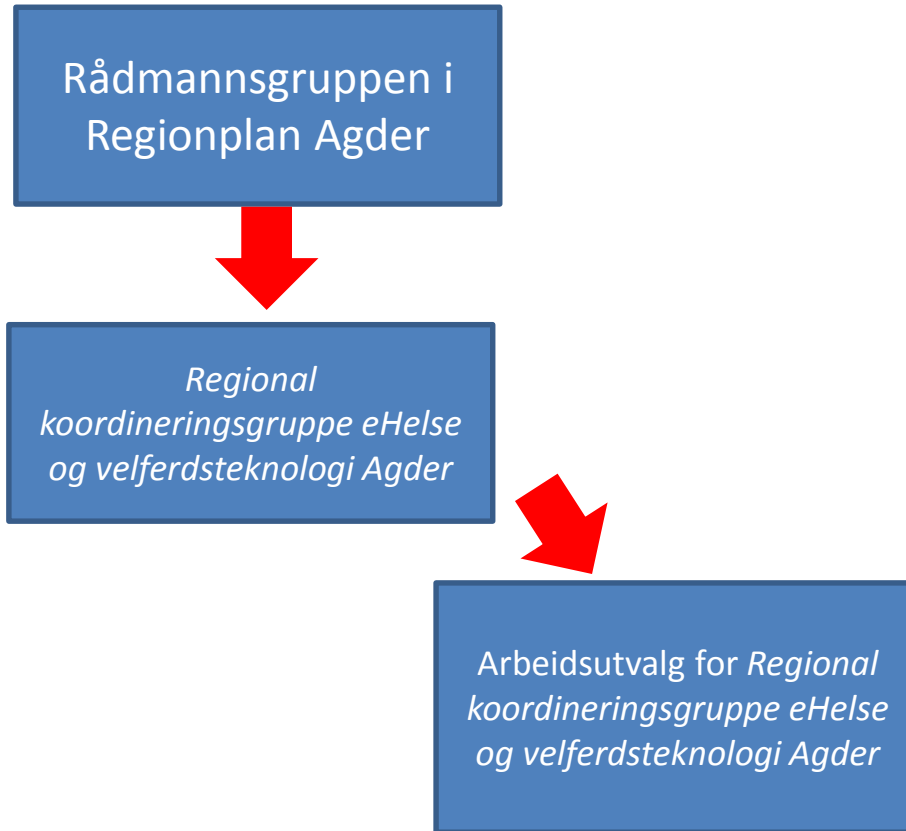 Rådmannsgruppen i
Regionplan Agder
Regional
koordineringsgruppe eHelse
og velferdsteknologi Agder
Arbeidsutvalg for Regional
koordineringsgruppe eHelse
og velferdsteknologi Agder